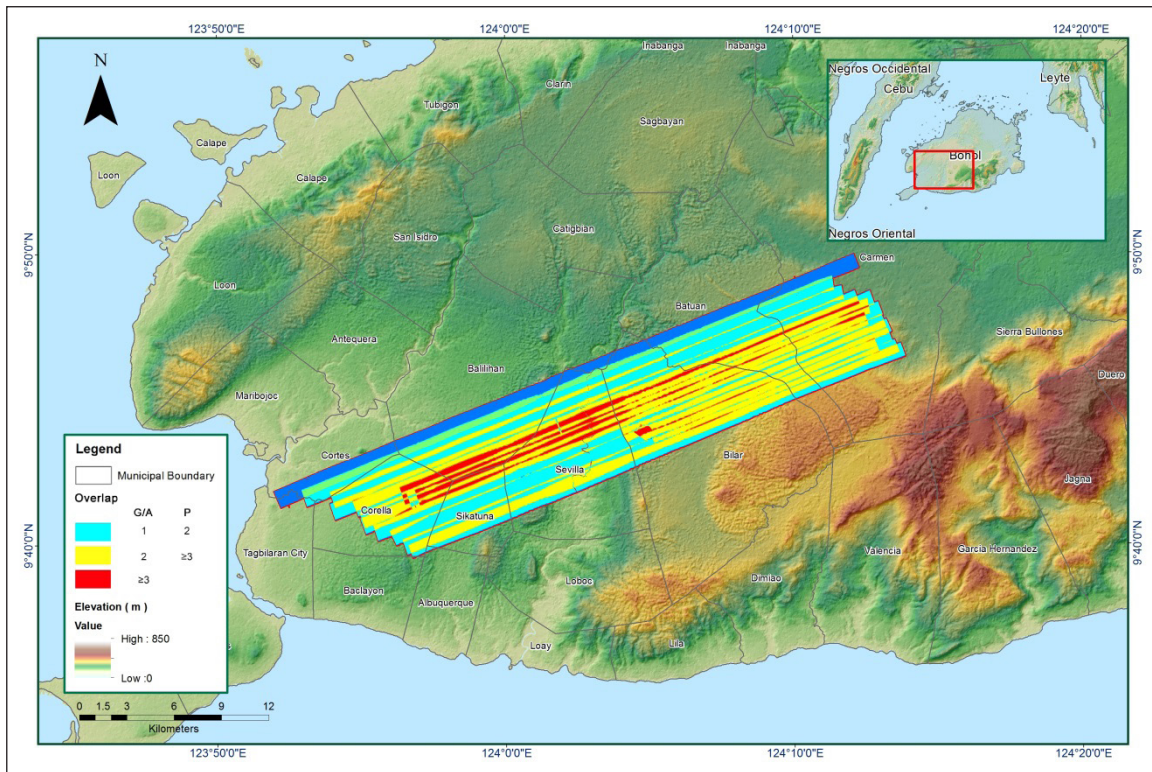 123°50'0"E 124°0'0"E 124°10'0"E 124°20'0"E
N
Inabanga
Inabanga
Clarin
Tubigon
Sagbayan
Calape
Loon
Calape
San Isidro
Catigbian
Loon
Carmen
Batuan
Antequera
Sierra Bullones
Balilihan
Duero
Maribojoc
Cortes
Bilar
Sevilla
Jagna
Corella
Sikatuna
Tagbilaran City
Valencia
Garcia Hernandez
Loboc
Dimiao
Baclayon
Albuquerque
Loay
Lila
9°50'0"N
9°50'0"N
9°40'0"N
9°40'0"N
Negros Occidental
Cebu
Leyte
Bohol
Negros Oriental
Legend
Municipal Boundary
Overlap
G/A P
1 2
2 ≥3
≥3
Elevation ( m )
Value
High : 850
Low :0
0 1.5 3 6 9 12
Kilometers
123°50'0"E 124°0'0"E 124°10'0"E 124°20'0"E